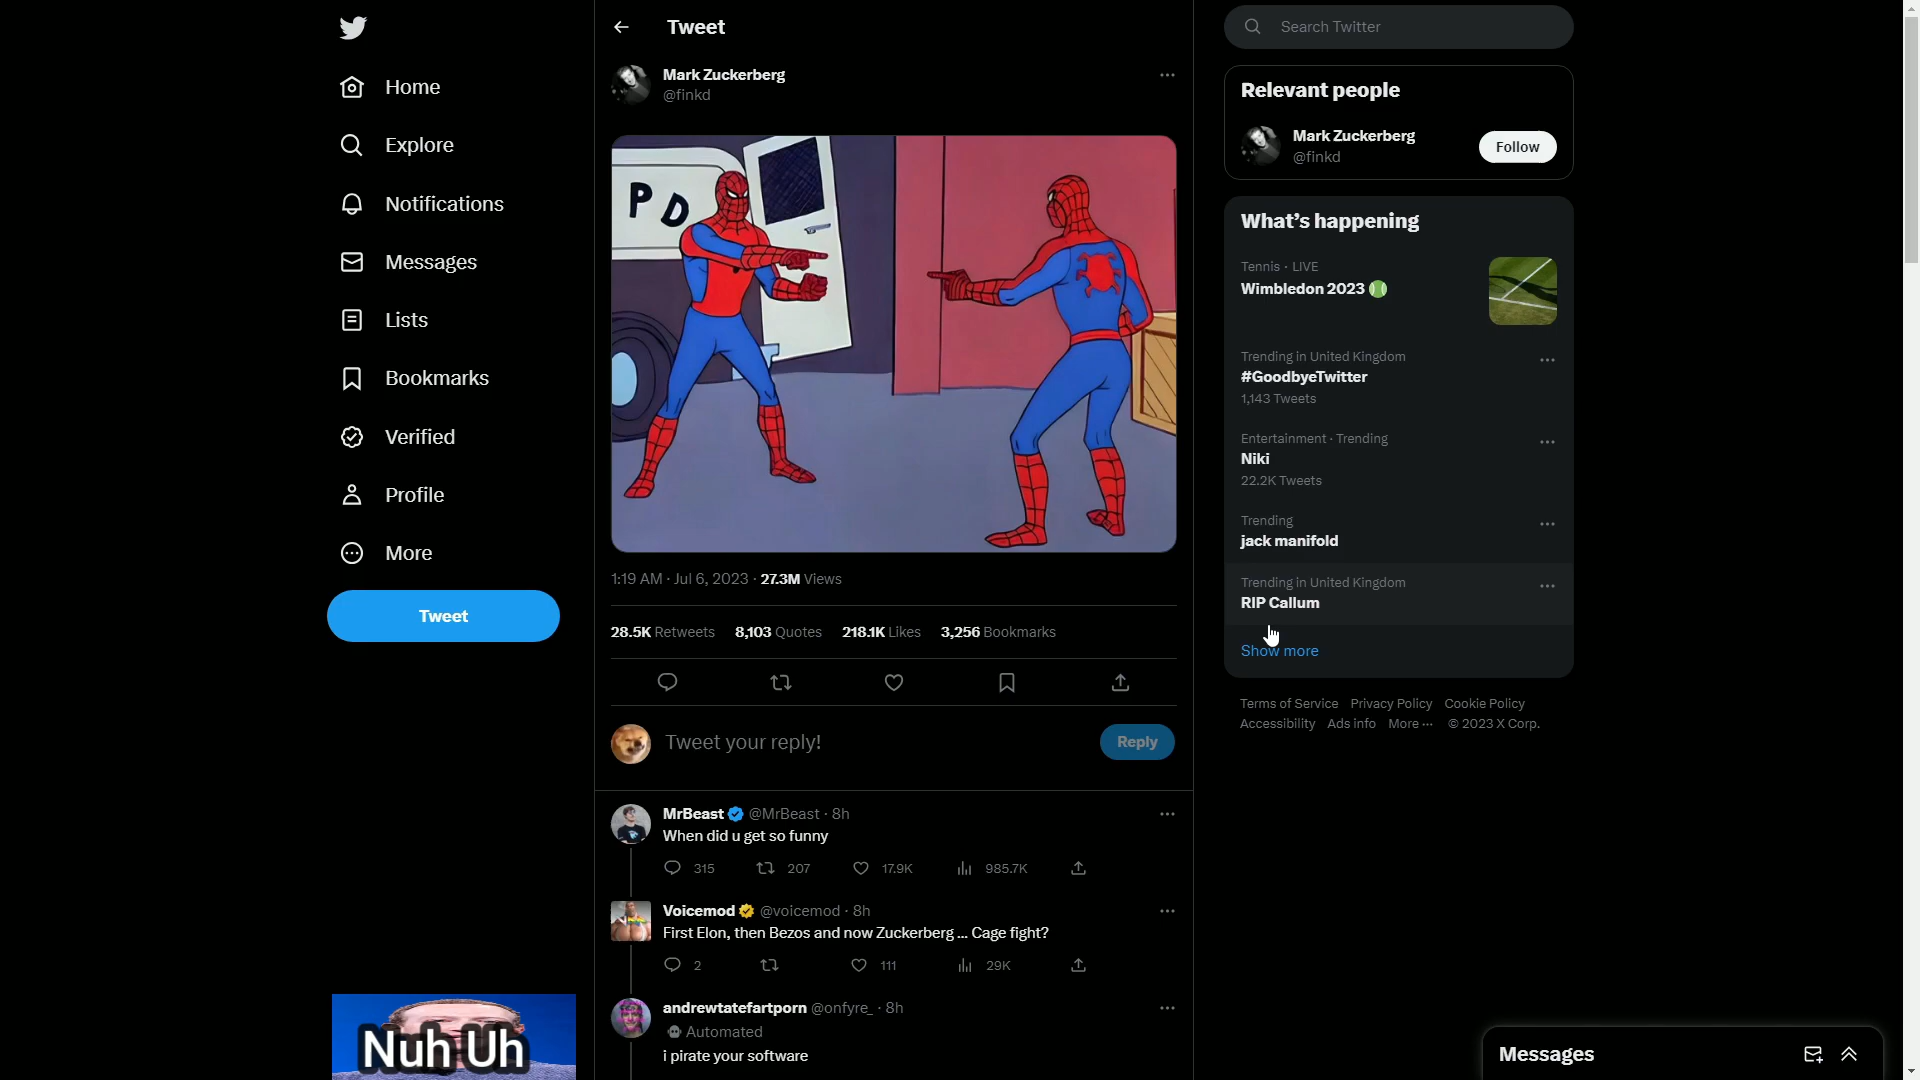 Home
Explore
Notifications
Messages
Lists
Bookmarks
Verified
Profile
More
Tweet
Nuh Uh
Tweet
Mark Zuckerberg
@finkd
PD
1:19 AM · Jul 6, 2023 · 27.3M Views
28.5K Retweets 8,103 Quotes 218.1K Likes 3,256 Bookmarks
Tweet your reply!
Reply
MrBeast @MrBeast · 8h
When did u get so funny
315 207 17.9K 985.7K
Voicemod @voicemod · 8h
First Elon, then Bezos and now Zuckerberg ... Cage fight?
2 111 29K
andrewtatefartporn @onfyre_ · 8h
Automated
i pirate your software
Search Twitter
Relevant people
Mark Zuckerberg
@finkd
Follow
What's happening
Tennis · LIVE
Wimbledon 2023
Trending in United Kingdom
#GoodbyeTwitter
1,143 Tweets
Entertainment · Trending
Niki
22.2K Tweets
Trending
jack manifold
Trending in United Kingdom
RIP Callum
Show more
Terms of Service Privacy Policy Cookie Policy
Accessibility Ads info More ··· © 2023 X Corp.
Messages